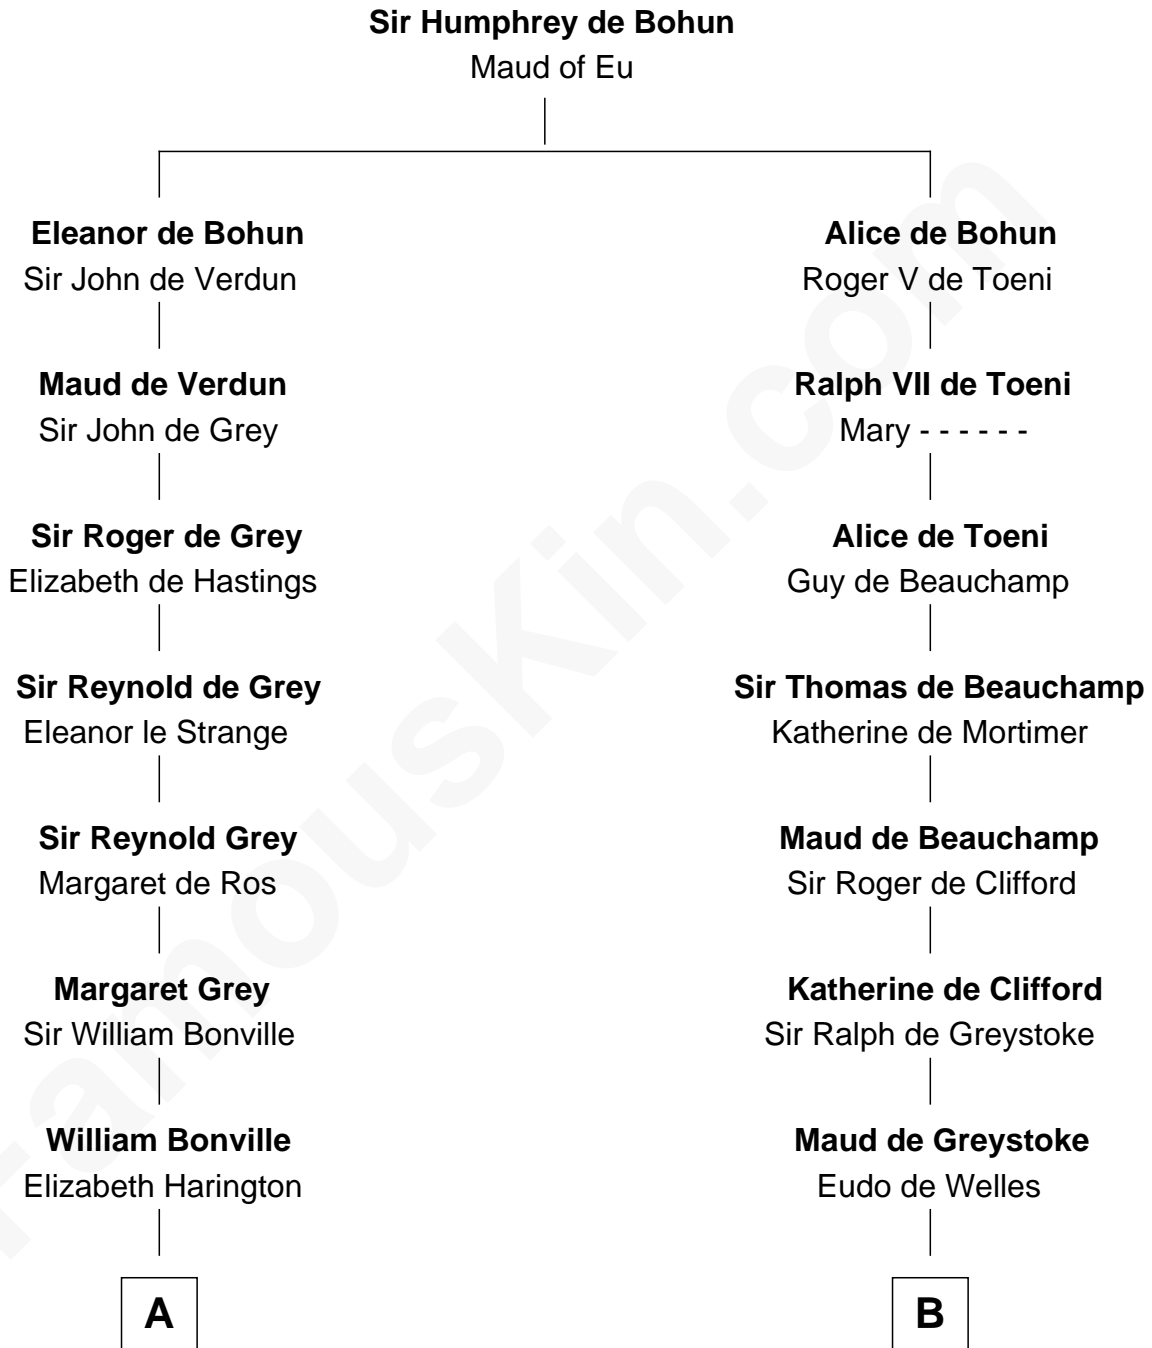 Sir Humphrey de Bohun
Maud of Eu
Eleanor de Bohun
Sir John de Verdun
Alice de Bohun
Roger V de Toeni
Maud de Verdun
Sir John de Grey
Ralph VII de Toeni
Mary - - - - - -
Sir Roger de Grey
Elizabeth de Hastings
Alice de Toeni
Guy de Beauchamp
Sir Reynold de Grey
Eleanor le Strange
Sir Thomas de Beauchamp
Katherine de Mortimer
Sir Reynold Grey
Margaret de Ros
Maud de Beauchamp
Sir Roger de Clifford
Margaret Grey
Sir William Bonville
Katherine de Clifford
Sir Ralph de Greystoke
William Bonville
Elizabeth Harington
Maud de Greystoke
Eudo de Welles
A
B
FamousKin.com